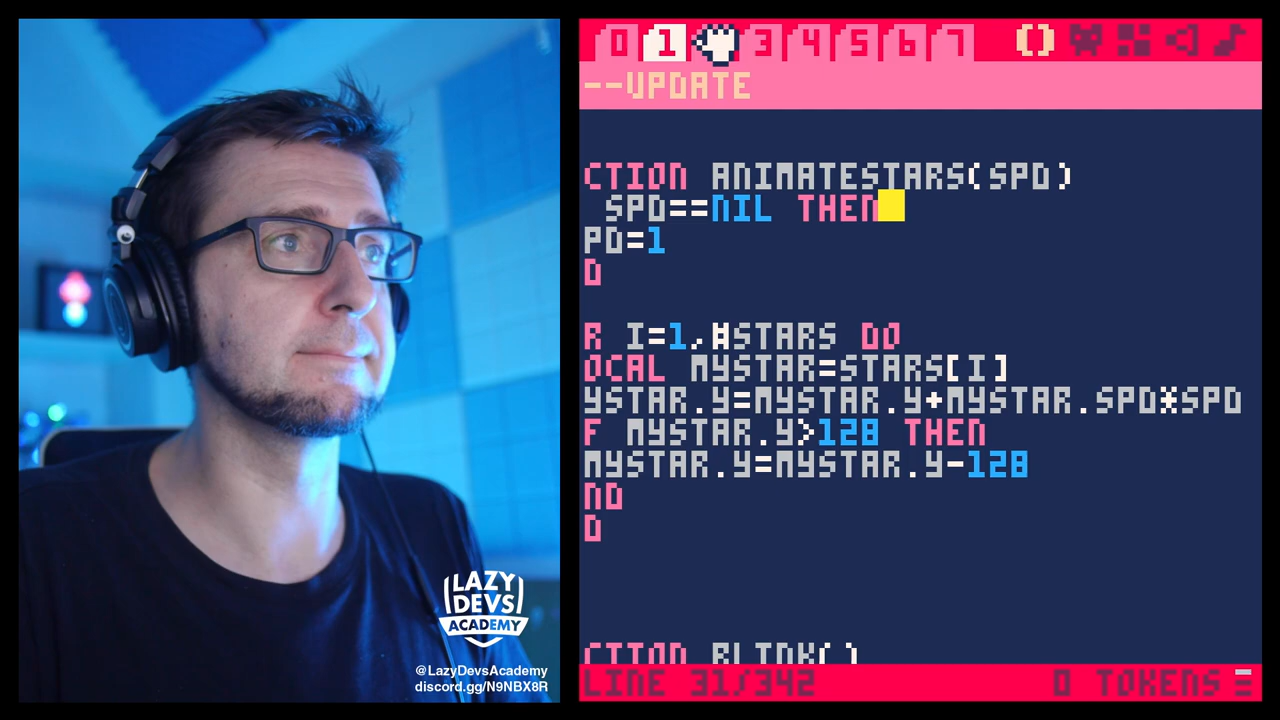 LAZY
DEVS
ACADEMY
@LazyDevsAcademy
discord.gg/N9NBX8R
0 1 3 4 5 6 7 ()
--UPDATE
CTION ANIMATESTARS(SPD)
SPD==NIL THEN
PD=1
D
R I=1,#STARS DO
OCAL MYSTAR=STARS[I]
YSTAR.Y=MYSTAR.Y+MYSTAR.SPD*SPD
F MYSTAR.Y>128 THEN
MYSTAR.Y=MYSTAR.Y-128
ND
D
CTION BLINK()
LINE 31/342 0 TOKENS